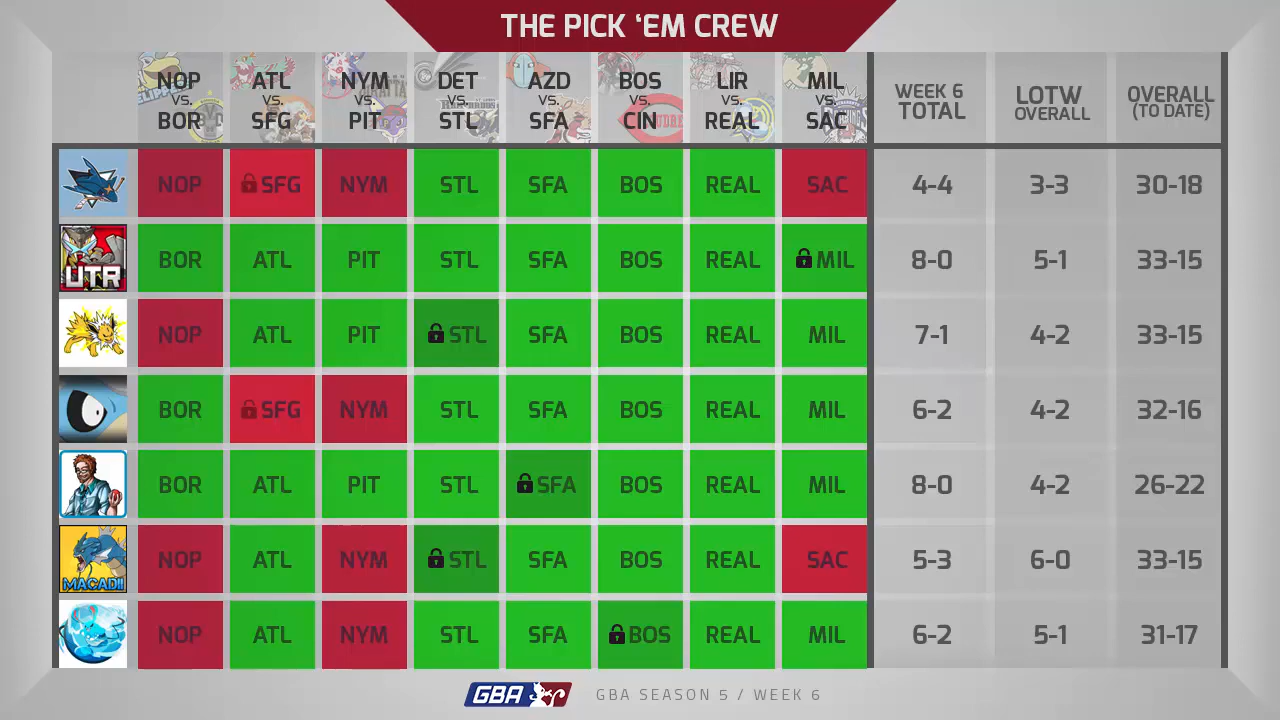 THE PICK ‘EM CREW
NOP VS. BOR
ATL VS. SFG
NYM VS. PIT
DET VS. STL
AZD VS. SFA
BOS VS. CIN
LIR VS. REAL
MIL VS. SAC
WEEK 6 TOTAL
LOTW OVERALL
OVERALL (TO DATE)
NOP SFG NYM STL SFA BOS REAL SAC 4-4 3-3 30-18
UTR BOR ATL PIT STL SFA BOS REAL MIL 8-0 5-1 33-15
NOP ATL PIT STL SFA BOS REAL MIL 7-1 4-2 33-15
BOR SFG NYM STL SFA BOS REAL MIL 6-2 4-2 32-16
BOR ATL PIT STL SFA BOS REAL MIL 8-0 4-2 26-22
MACADII NOP ATL NYM STL SFA BOS REAL SAC 5-3 6-0 33-15
NOP ATL NYM STL SFA BOS REAL MIL 6-2 5-1 31-17
GBA GBA SEASON 5 / WEEK 6